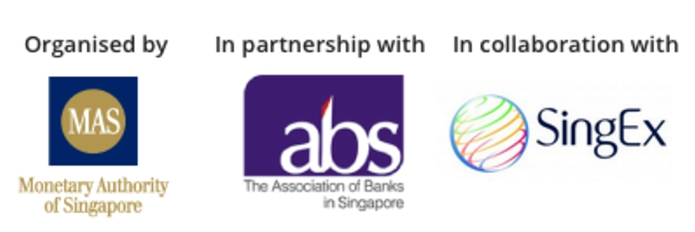 Organised by
In partnership with
In collaboration with
MAS
Monetary Authority
of Singapore
abs
The Association of Banks
in Singapore
SingEx